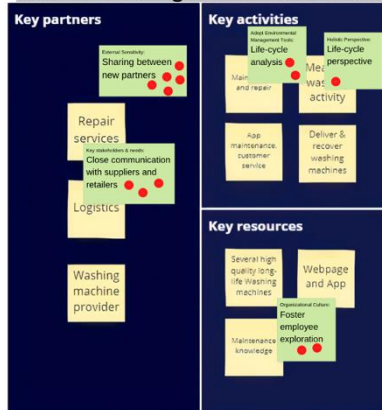 Key partners
External Sensitivity:
Sharing between
new partners
Repair
services
Key stakeholders & needs:
Close communication
with suppliers and
retailers
Logistics
Washing
machine
provider
Key activities
Adopt Environmental
Management Tools:
Life-cycle
analysis
Holistic Perspective:
Life-cycle
perspective
and repair
activity
App
maintenance,
customer
service
Deliver &
recover
washing
machines
Key resources
Several high
quality long-
life Washing
machines
Webpage
and App
Organizational Culture:
Foster
employee
exploration
Maintenance
knowledge